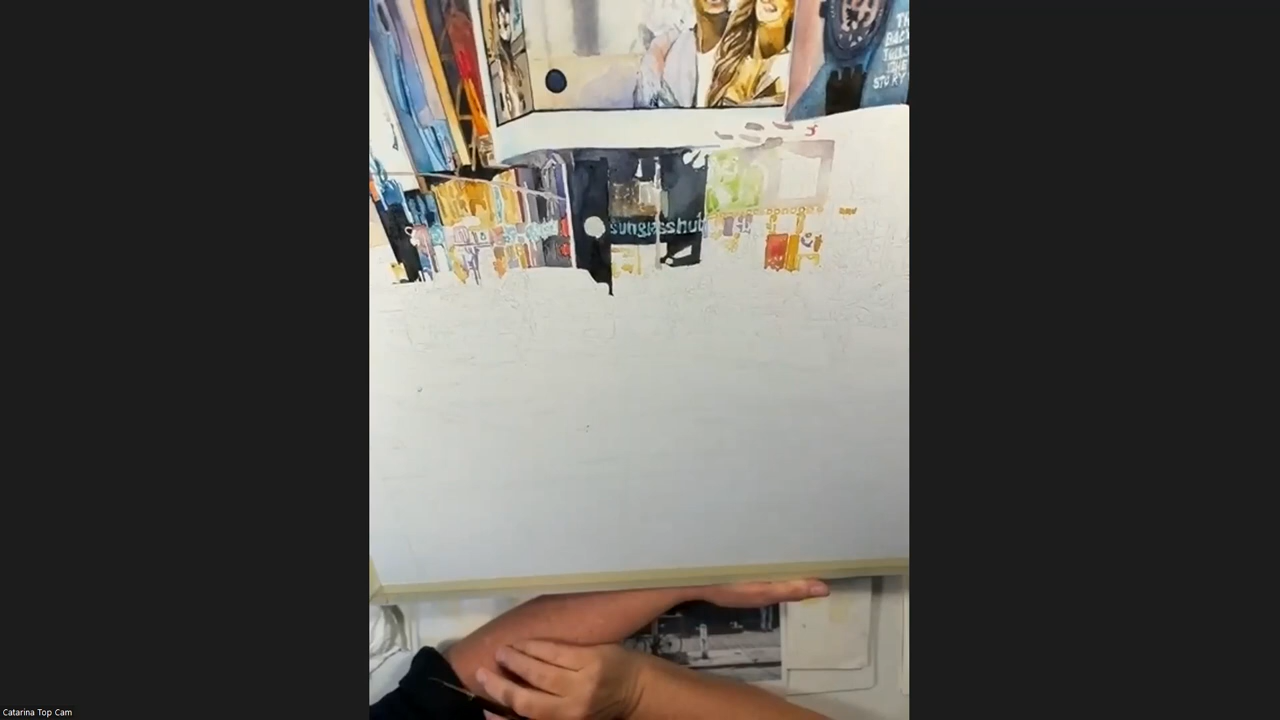 THE
BACK
TELLS
THE
STORY
sunglasshut
Catarina Top Cam